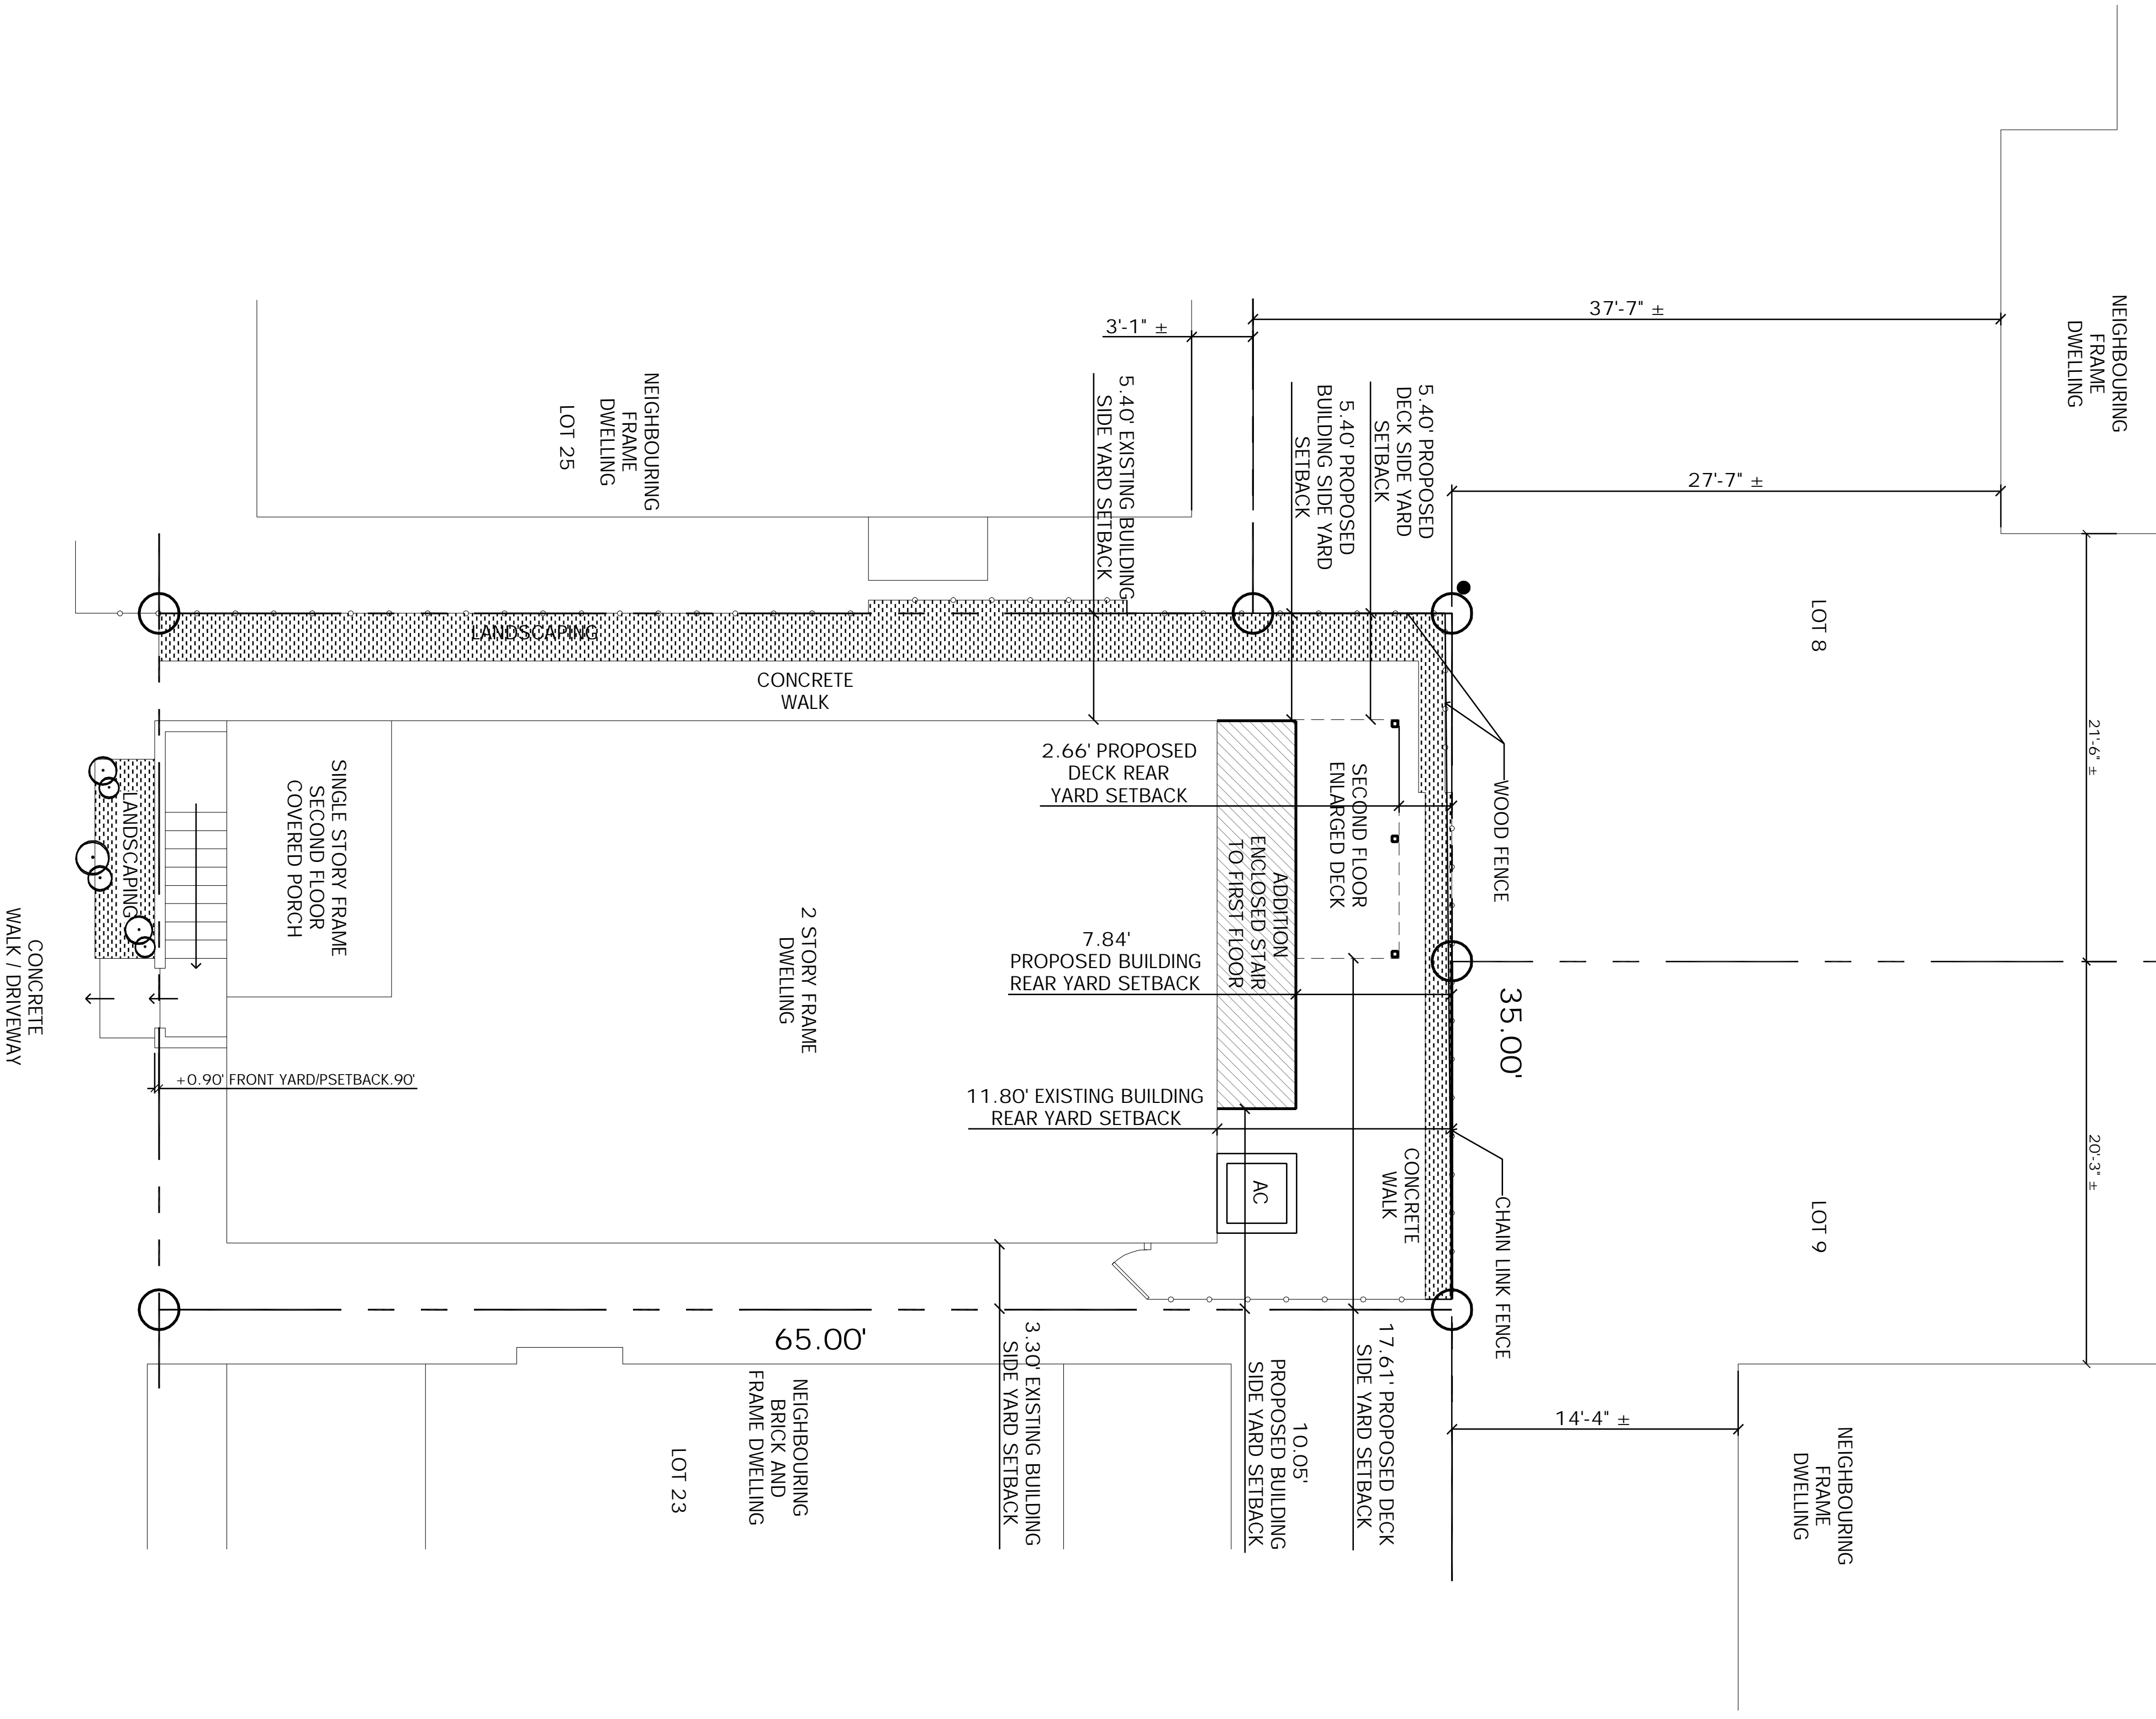 37'-7" ±
3'-1" ±
NEIGHBOURING
FRAME
DWELLING
NEIGHBOURING
FRAME
DWELLING
LOT 25
5.40' EXISTING BUILDING
SIDE YARD SETBACK
5.40' PROPOSED
BUILDING SIDE YARD
SETBACK
5.40' PROPOSED
DECK SIDE YARD
SETBACK
27'-7" ±
LOT 8
LANDSCAPING
CONCRETE
WALK
21'-6" ±
2.66' PROPOSED
DECK REAR
YARD SETBACK
SECOND FLOOR
ENLARGED DECK
WOOD FENCE
SINGLE STORY FRAME
SECOND FLOOR
COVERED PORCH
LANDSCAPING
ADDITION
ENCLOSED STAIR
TO FIRST FLOOR
2 STORY FRAME
DWELLING
7.84'
PROPOSED BUILDING
REAR YARD SETBACK
CONCRETE
WALK / DRIVEWAY
35.00'
+0.90' FRONT YARD/PSETBACK.90'
11.80' EXISTING BUILDING
REAR YARD SETBACK
AC
CONCRETE
WALK
CHAIN LINK FENCE
LOT 9
20'-3" ±
65.00'
3.30' EXISTING BUILDING
SIDE YARD SETBACK
10.05'
PROPOSED BUILDING
SIDE YARD SETBACK
17.61' PROPOSED DECK
SIDE YARD SETBACK
NEIGHBOURING
BRICK AND
FRAME DWELLING
LOT 23
14'-4" ±
NEIGHBOURING
FRAME
DWELLING